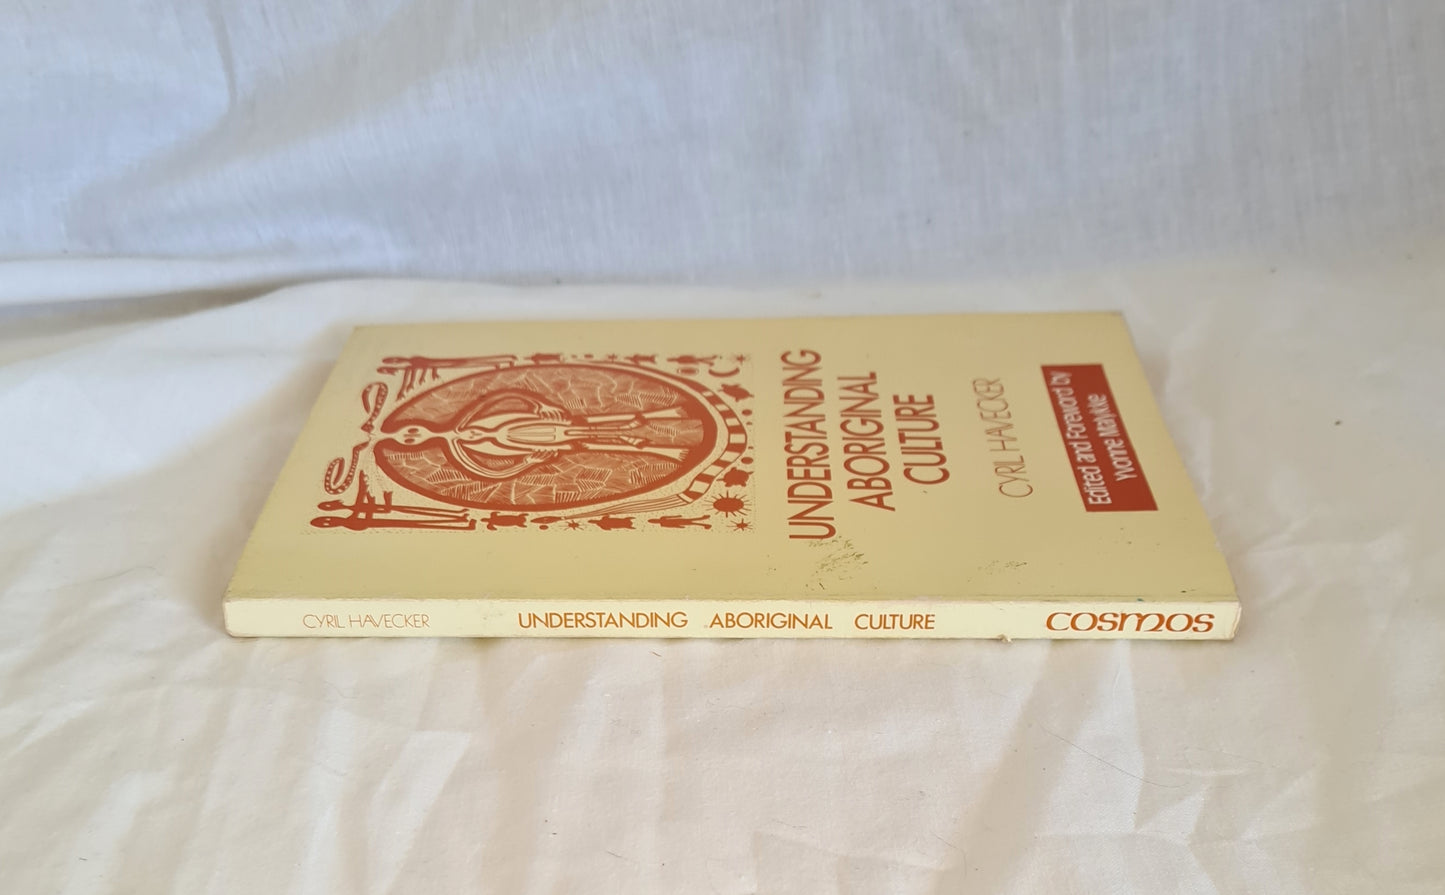 UNDERSTANDING
ABORIGINAL
CULTURE
CYRIL HAVECKER
Edited and Foreword by
Yvonne Malykke
CYRIL HAVECKER UNDERSTANDING ABORIGINAL CULTURE COSMOS